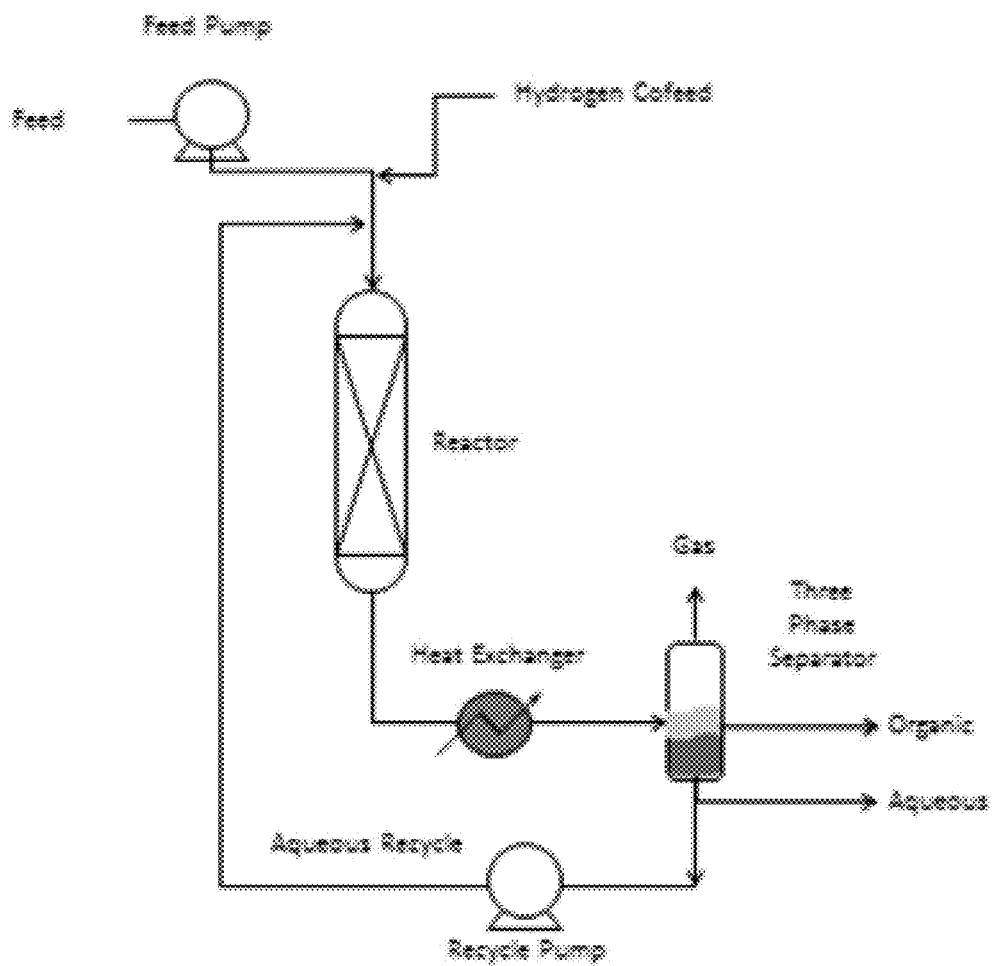 Feed Pump
Hydrogen Cofeed
Feed
Reactor
Gas
Three
Phase
Separator
Heat Exchanger
Organic
Aqueous
Aqueous Recycle
Recycle Pump